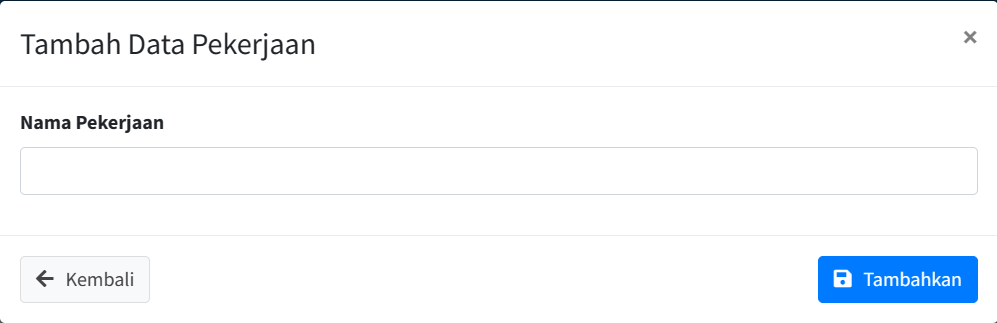 Tambah Data Pekerjaan
×
Nama Pekerjaan
Kembali
Tambahkan